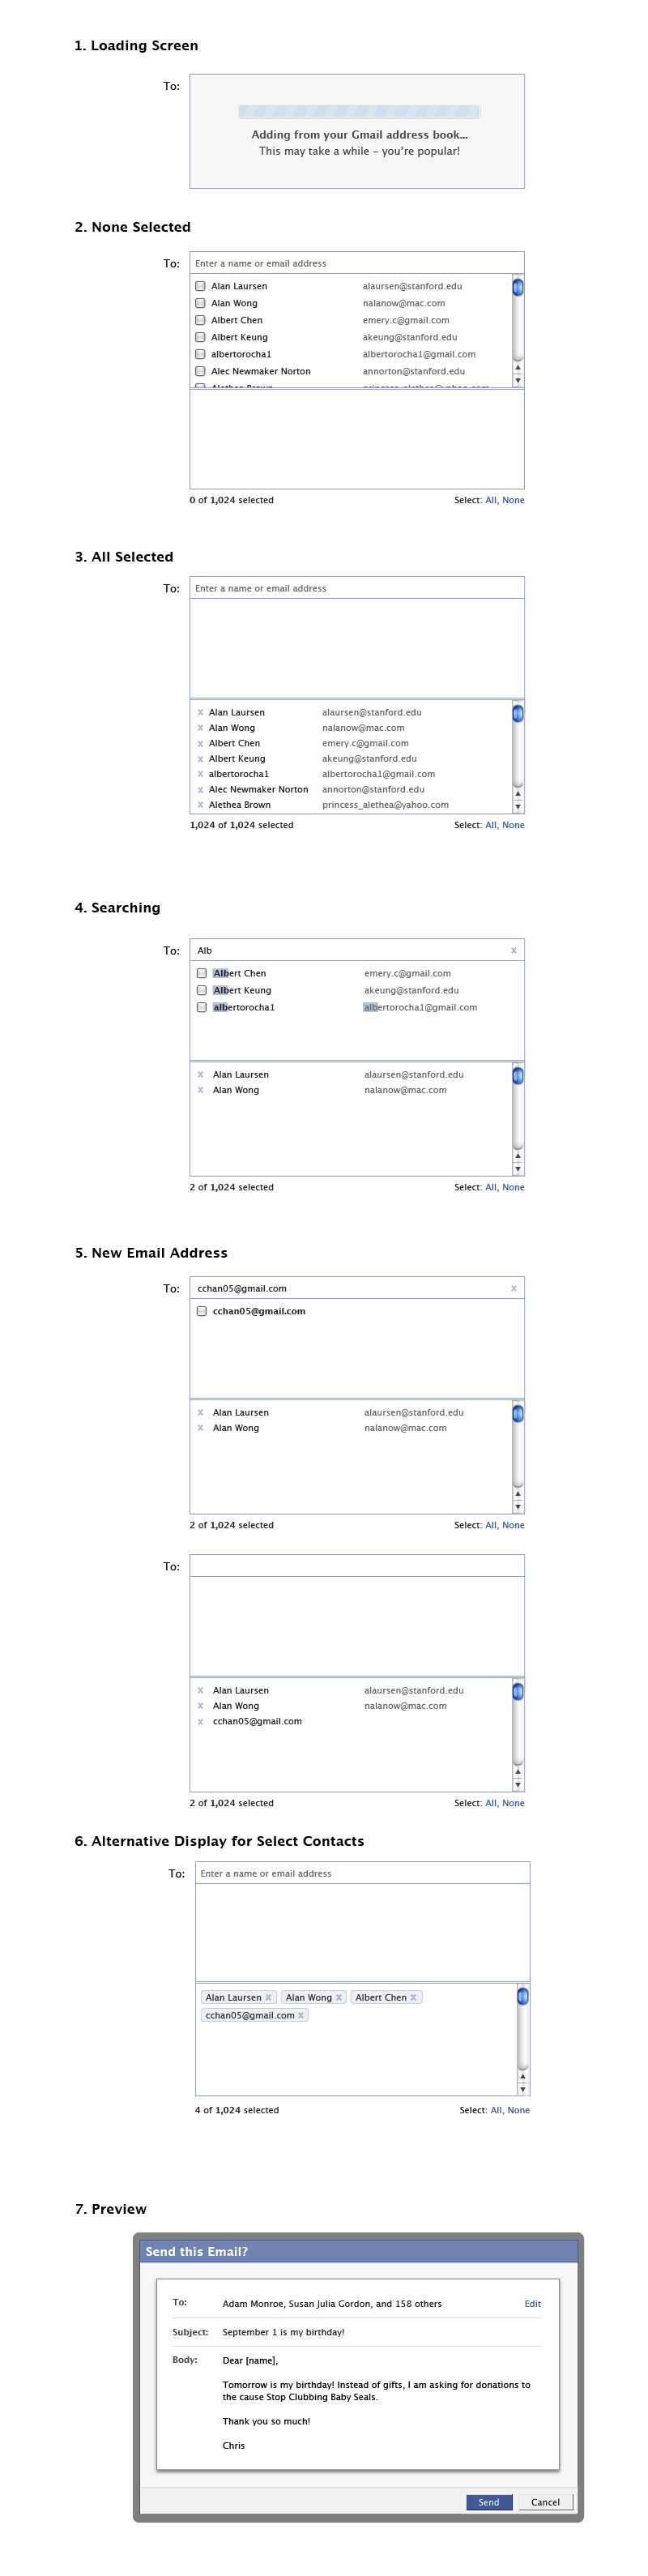 1. Loading Screen
To:
Adding from your Gmail address book...
This may take a while – you're popular!
2. None Selected
To: Enter a name or email address
Alan Laursen alaursen@stanford.edu
Alan Wong nalanow@mac.com
Albert Chen emery.c@gmail.com
Albert Keung akeung@stanford.edu
albertorocha1 albertorocha1@gmail.com
Alec Newmaker Norton annorton@stanford.edu
Alethea Brown princess_alethea@yahoo.com
0 of 1,024 selected Select: All, None
3. All Selected
To: Enter a name or email address
x Alan Laursen alaursen@stanford.edu
x Alan Wong nalanow@mac.com
x Albert Chen emery.c@gmail.com
x Albert Keung akeung@stanford.edu
x albertorocha1 albertorocha1@gmail.com
x Alec Newmaker Norton annorton@stanford.edu
x Alethea Brown princess_alethea@yahoo.com
1,024 of 1,024 selected Select: All, None
4. Searching
To: Alb x
Albert Chen emery.c@gmail.com
Albert Keung akeung@stanford.edu
albertorocha1 albertorocha1@gmail.com
x Alan Laursen alaursen@stanford.edu
x Alan Wong nalanow@mac.com
2 of 1,024 selected Select: All, None
5. New Email Address
To: cchan05@gmail.com x
cchan05@gmail.com
x Alan Laursen alaursen@stanford.edu
x Alan Wong nalanow@mac.com
2 of 1,024 selected Select: All, None
To:
x Alan Laursen alaursen@stanford.edu
x Alan Wong nalanow@mac.com
x cchan05@gmail.com
2 of 1,024 selected Select: All, None
6. Alternative Display for Select Contacts
To: Enter a name or email address
Alan Laursen x Alan Wong x Albert Chen x
cchan05@gmail.com x
4 of 1,024 selected Select: All, None
7. Preview
Send this Email?
To: Adam Monroe, Susan Julia Gordon, and 158 others Edit
Subject: September 1 is my birthday!
Body: Dear [name],
Tomorrow is my birthday! Instead of gifts, I am asking for donations to
the cause Stop Clubbing Baby Seals.
Thank you so much!
Chris
Send Cancel